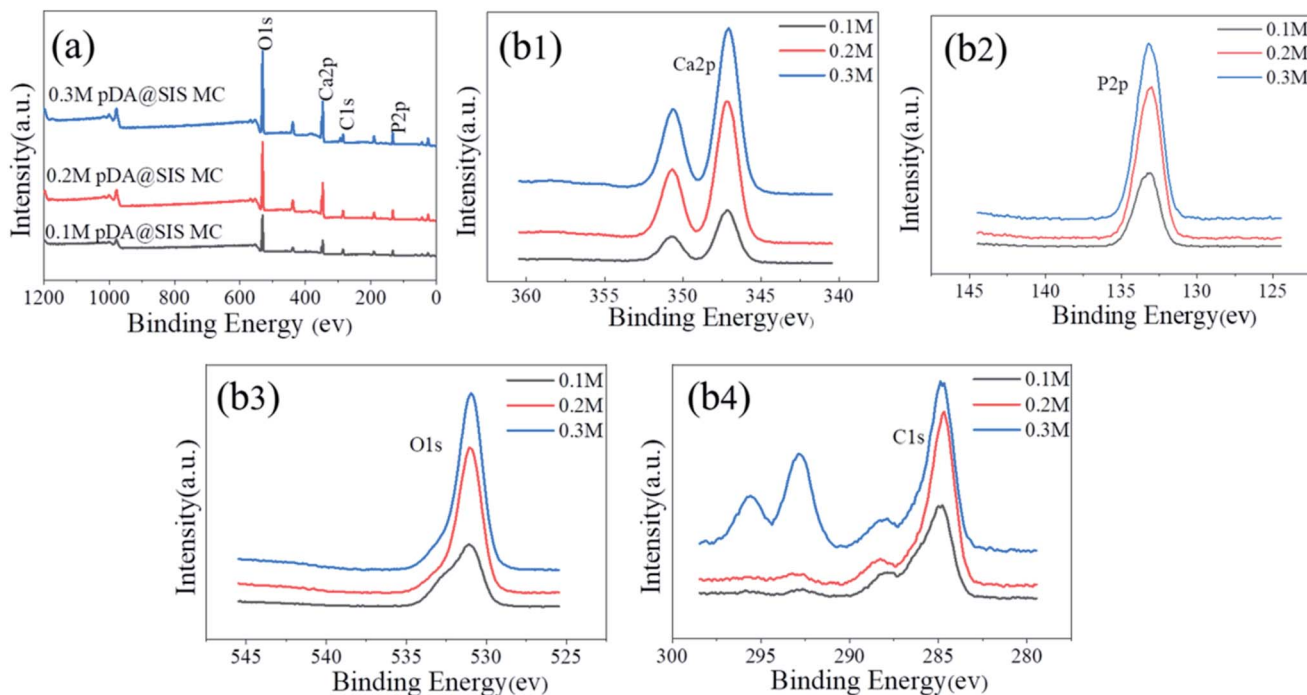 (a)
O1s
Ca2p
C1s
P2p
0.3M pDA@SIS MC
0.2M pDA@SIS MC
0.1M pDA@SIS MC
Intensity(a.u.)
1200 1000 800 600 400 200 0
Binding Energy (ev)
(b1)
0.1M
0.2M
0.3M
Ca2p
Intensity(a.u.)
360 355 350 345 340
Binding Energy(ev)
(b2)
0.1M
0.2M
0.3M
P2p
Intensity(a.u.)
145 140 135 130 125
Binding Energy(ev)
(b3)
0.1M
0.2M
0.3M
O1s
Intensity(a.u.)
545 540 535 530 525
Binding Energy(ev)
(b4)
0.1M
0.2M
0.3M
C1s
Intensity(a.u.)
300 295 290 285 280
Binding Energy(ev)